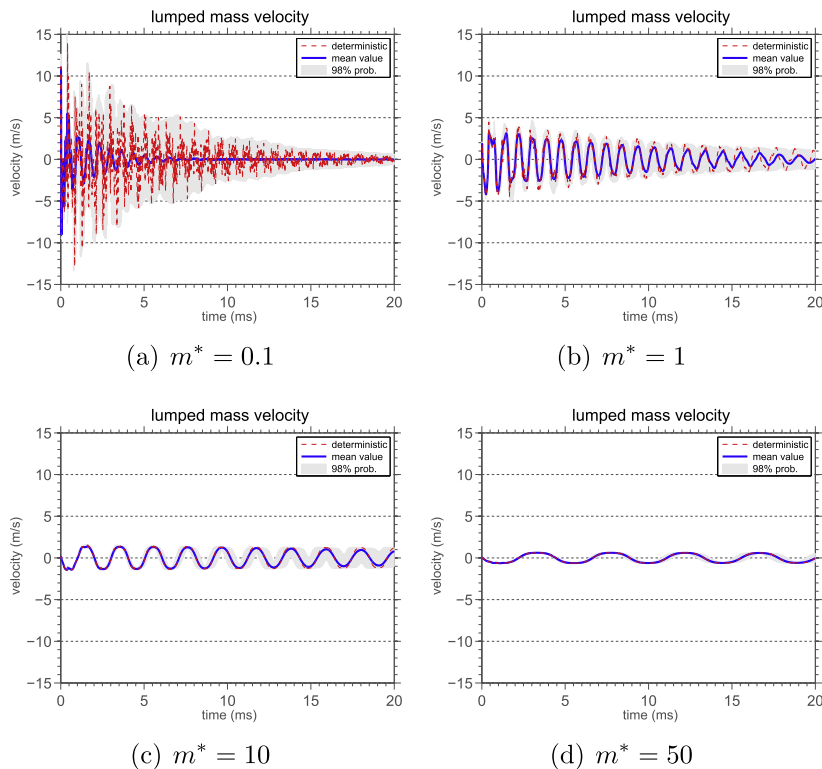 lumped mass velocity
15
10
5
0
−5
−10
−15
velocity (m/s)
deterministic
mean value
98% prob.
0 5 10 15 20
time (ms)
(a) m* = 0.1
lumped mass velocity
15
10
5
0
−5
−10
−15
velocity (m/s)
deterministic
mean value
98% prob.
0 5 10 15 20
time (ms)
(b) m* = 1
lumped mass velocity
15
10
5
0
−5
−10
−15
velocity (m/s)
deterministic
mean value
98% prob.
0 5 10 15 20
time (ms)
(c) m* = 10
lumped mass velocity
15
10
5
0
−5
−10
−15
velocity (m/s)
deterministic
mean value
98% prob.
0 5 10 15 20
time (ms)
(d) m* = 50